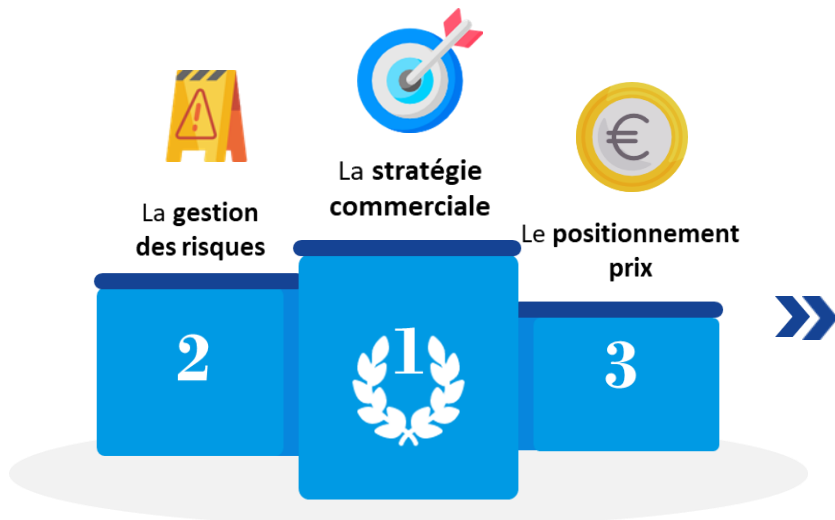 La stratégie
commerciale
La gestion
des risques
Le positionnement
prix
€
1
2
3